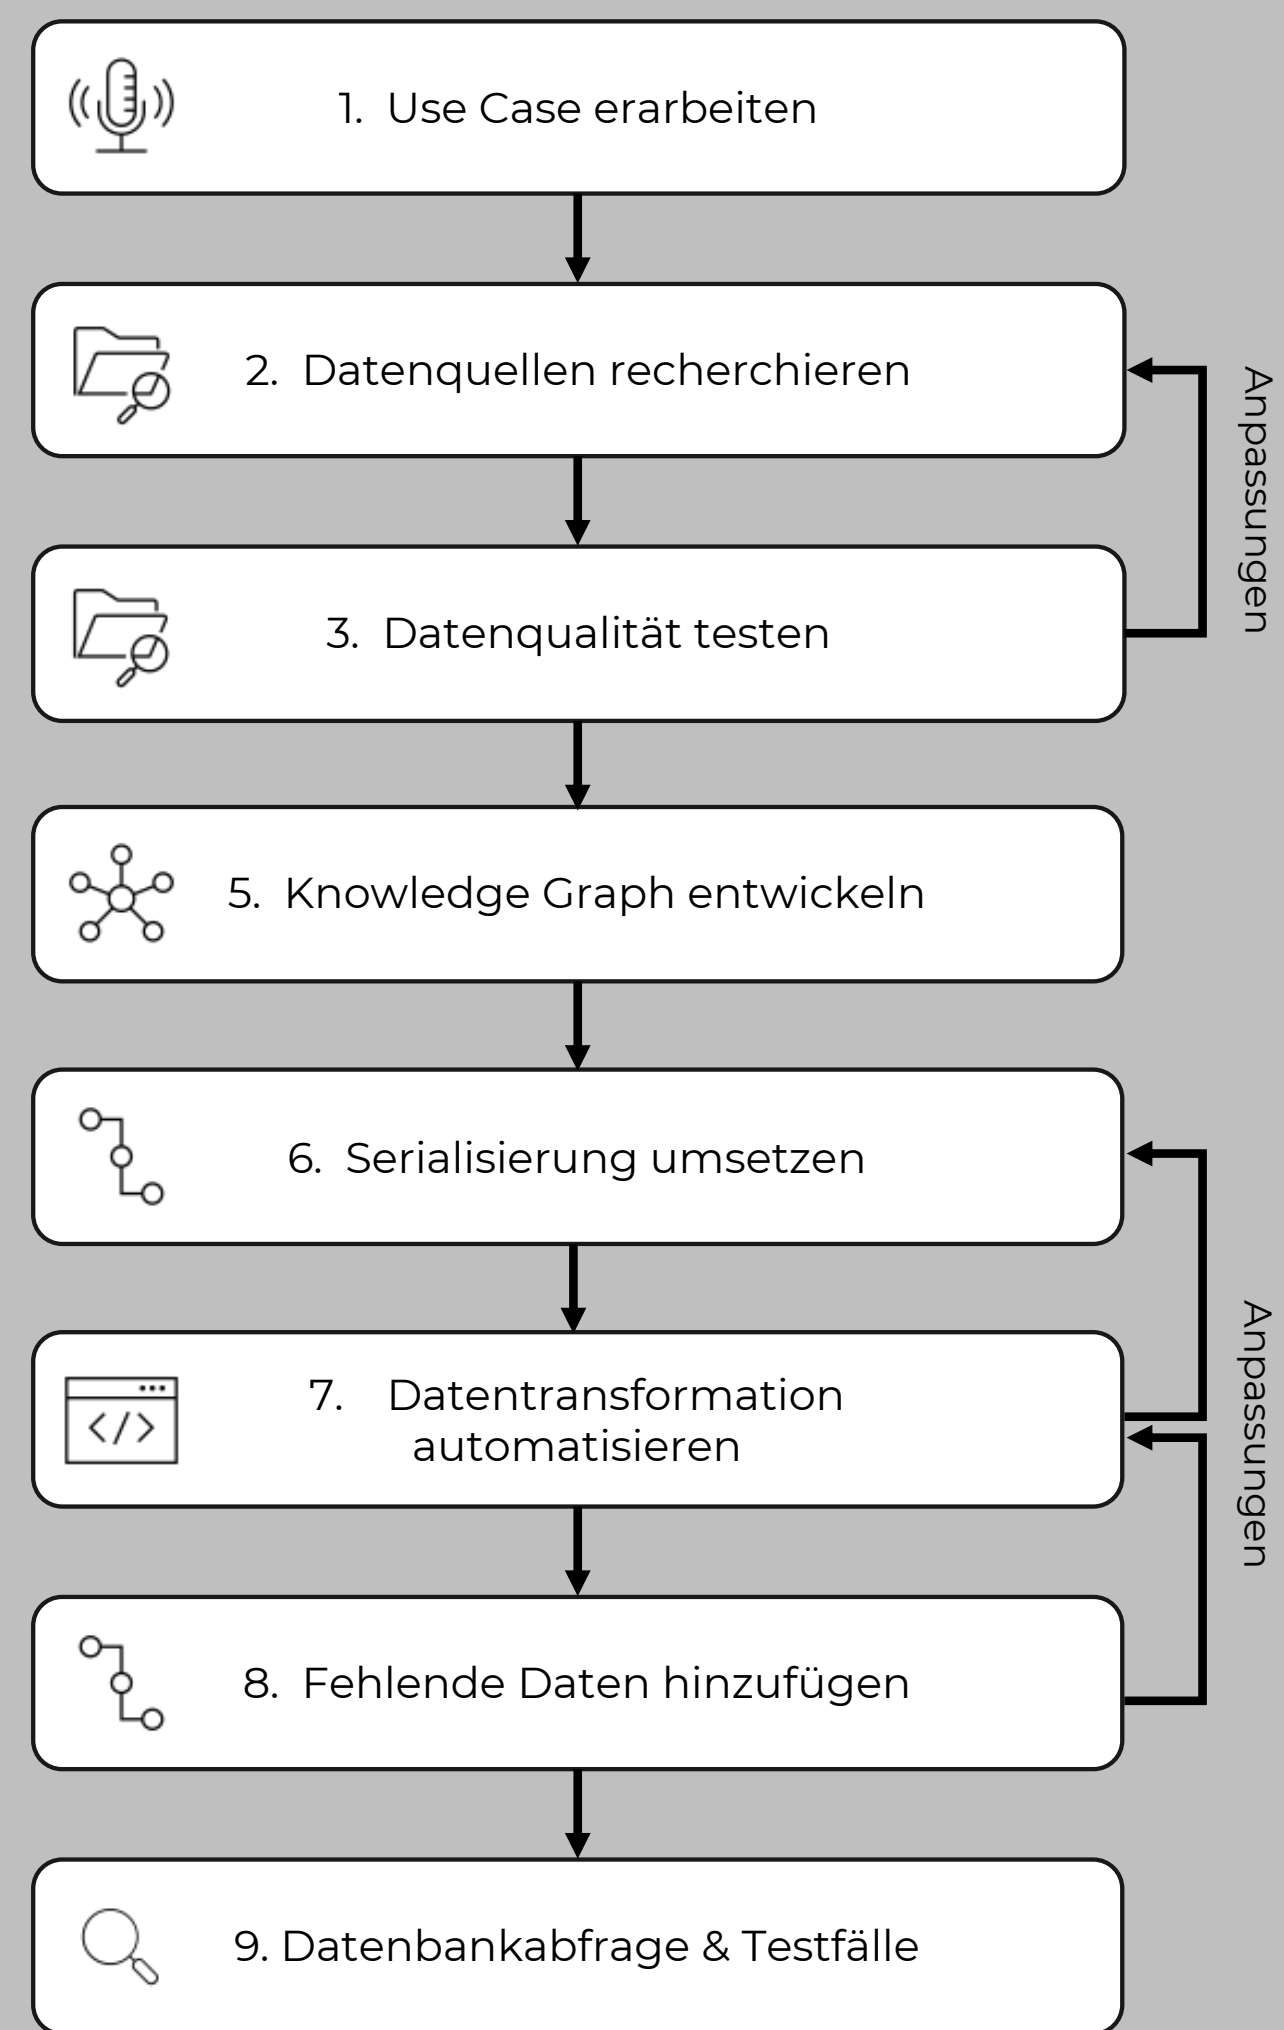 1. Use Case erarbeiten
2. Datenquellen recherchieren
Anpassungen
3. Datenqualität testen
5. Knowledge Graph entwickeln
6. Serialisierung umsetzen
Anpassungen
7. Datentransformation
automatisieren
8. Fehlende Daten hinzufügen
9. Datenbankabfrage & Testfälle